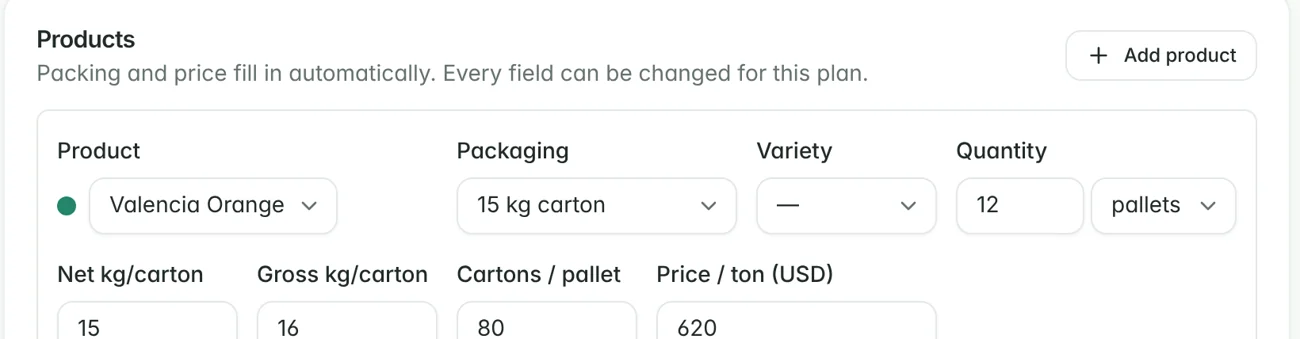 Products
Packing and price fill in automatically. Every field can be changed for this plan.
+ Add product
Product Packaging Variety Quantity
Valencia Orange 15 kg carton — 12 pallets
Net kg/carton Gross kg/carton Cartons / pallet Price / ton (USD)
15 16 80 620